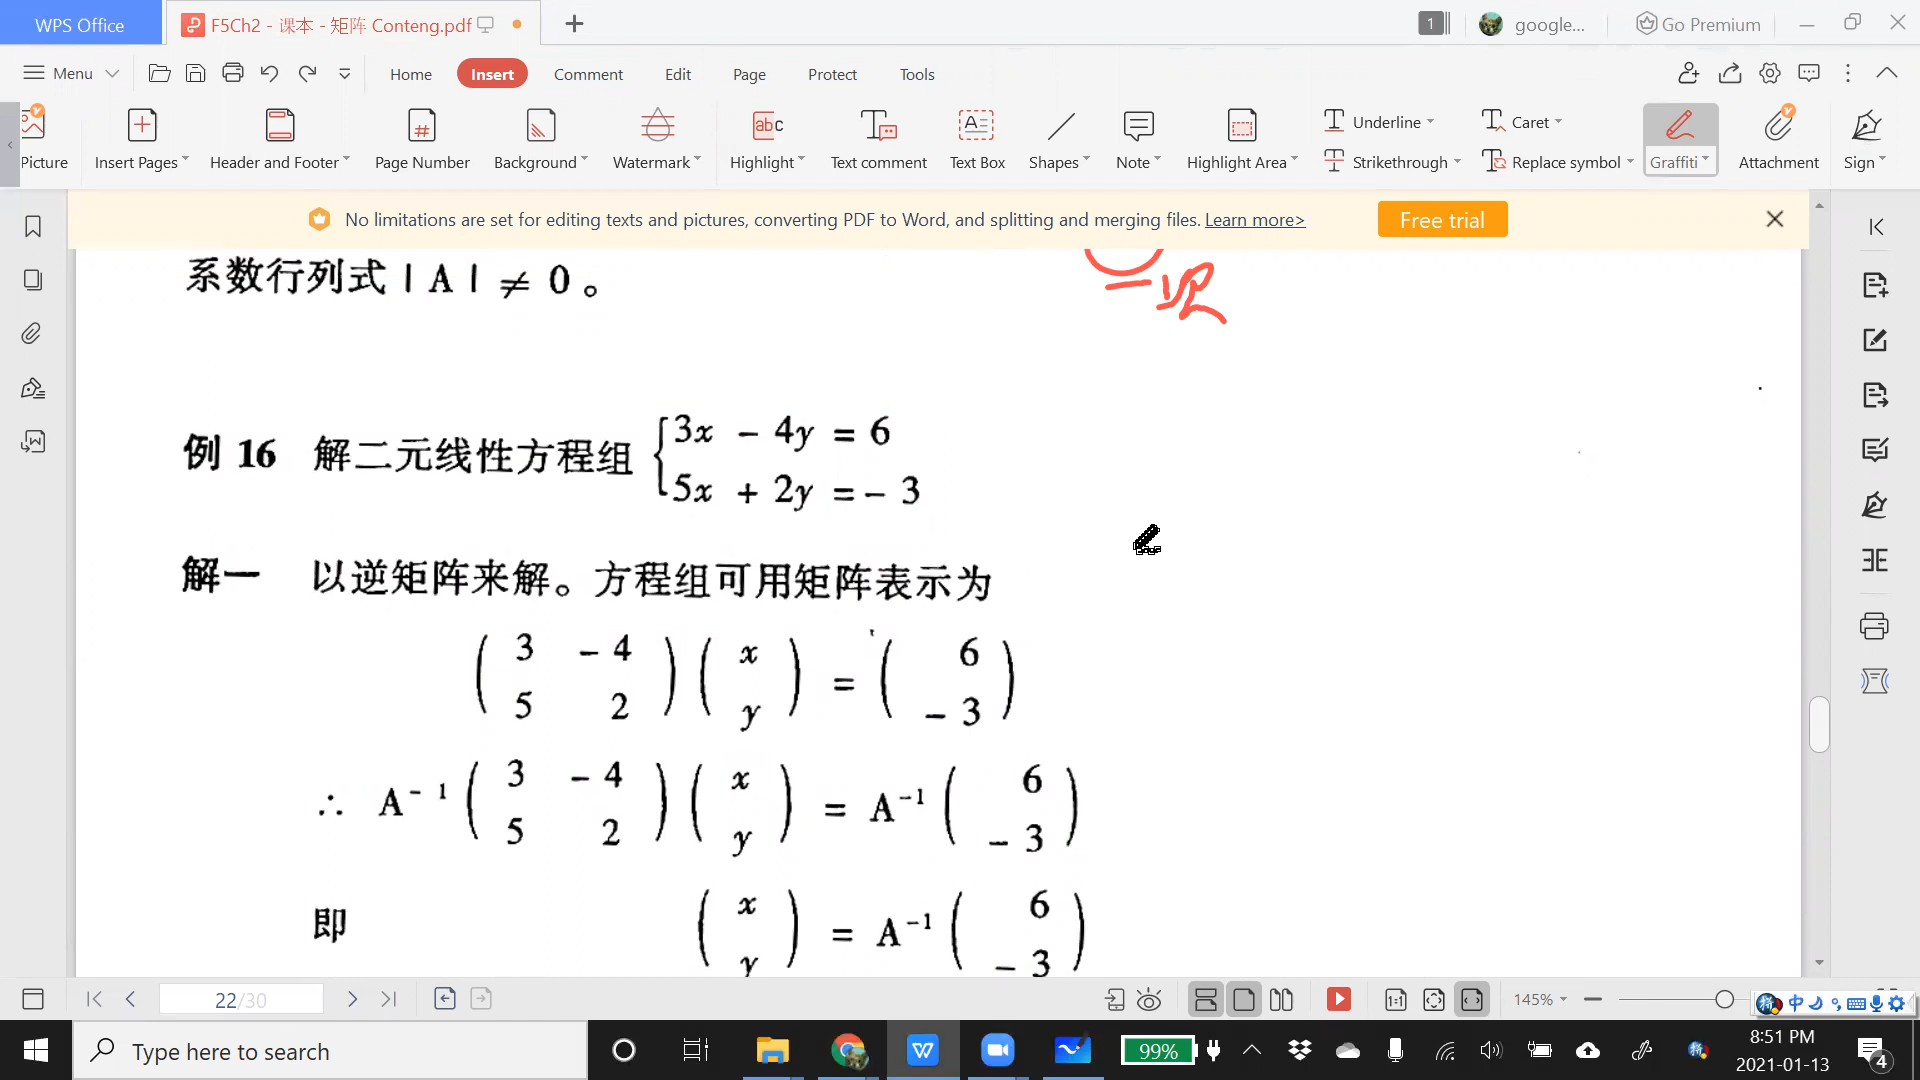 WPS Office
F5Ch2 - 课本 - 矩阵 Conteng.pdf
1
google...
Go Premium
Menu
Home
Insert
Comment
Edit
Page
Protect
Tools
Picture
Insert Pages
Header and Footer
Page Number
Background
Watermark
Highlight
Text comment
Text Box
Shapes
Note
Highlight Area
Underline
Strikethrough
Caret
Replace symbol
Graffiti
Attachment
Sign
No limitations are set for editing texts and pictures, converting PDF to Word, and splitting and merging files. Learn more>
Free trial
系数行列式 | A | ≠ 0 。
例 16 解二元线性方程组 { 3x - 4y = 6
5x + 2y = - 3
解一 以逆矩阵来解。方程组可用矩阵表示为
( 3 - 4 ) ( x ) = ( 6 )
( 5 2 ) ( y ) ( - 3 )
∴ A⁻¹ ( 3 - 4 ) ( x ) = A⁻¹ ( 6 )
( 5 2 ) ( y ) ( - 3 )
即 ( x ) = A⁻¹ ( 6 )
( y ) ( - 3 )
22/30
1:1
145%
中
Type here to search
99%
8:51 PM
2021-01-13
4